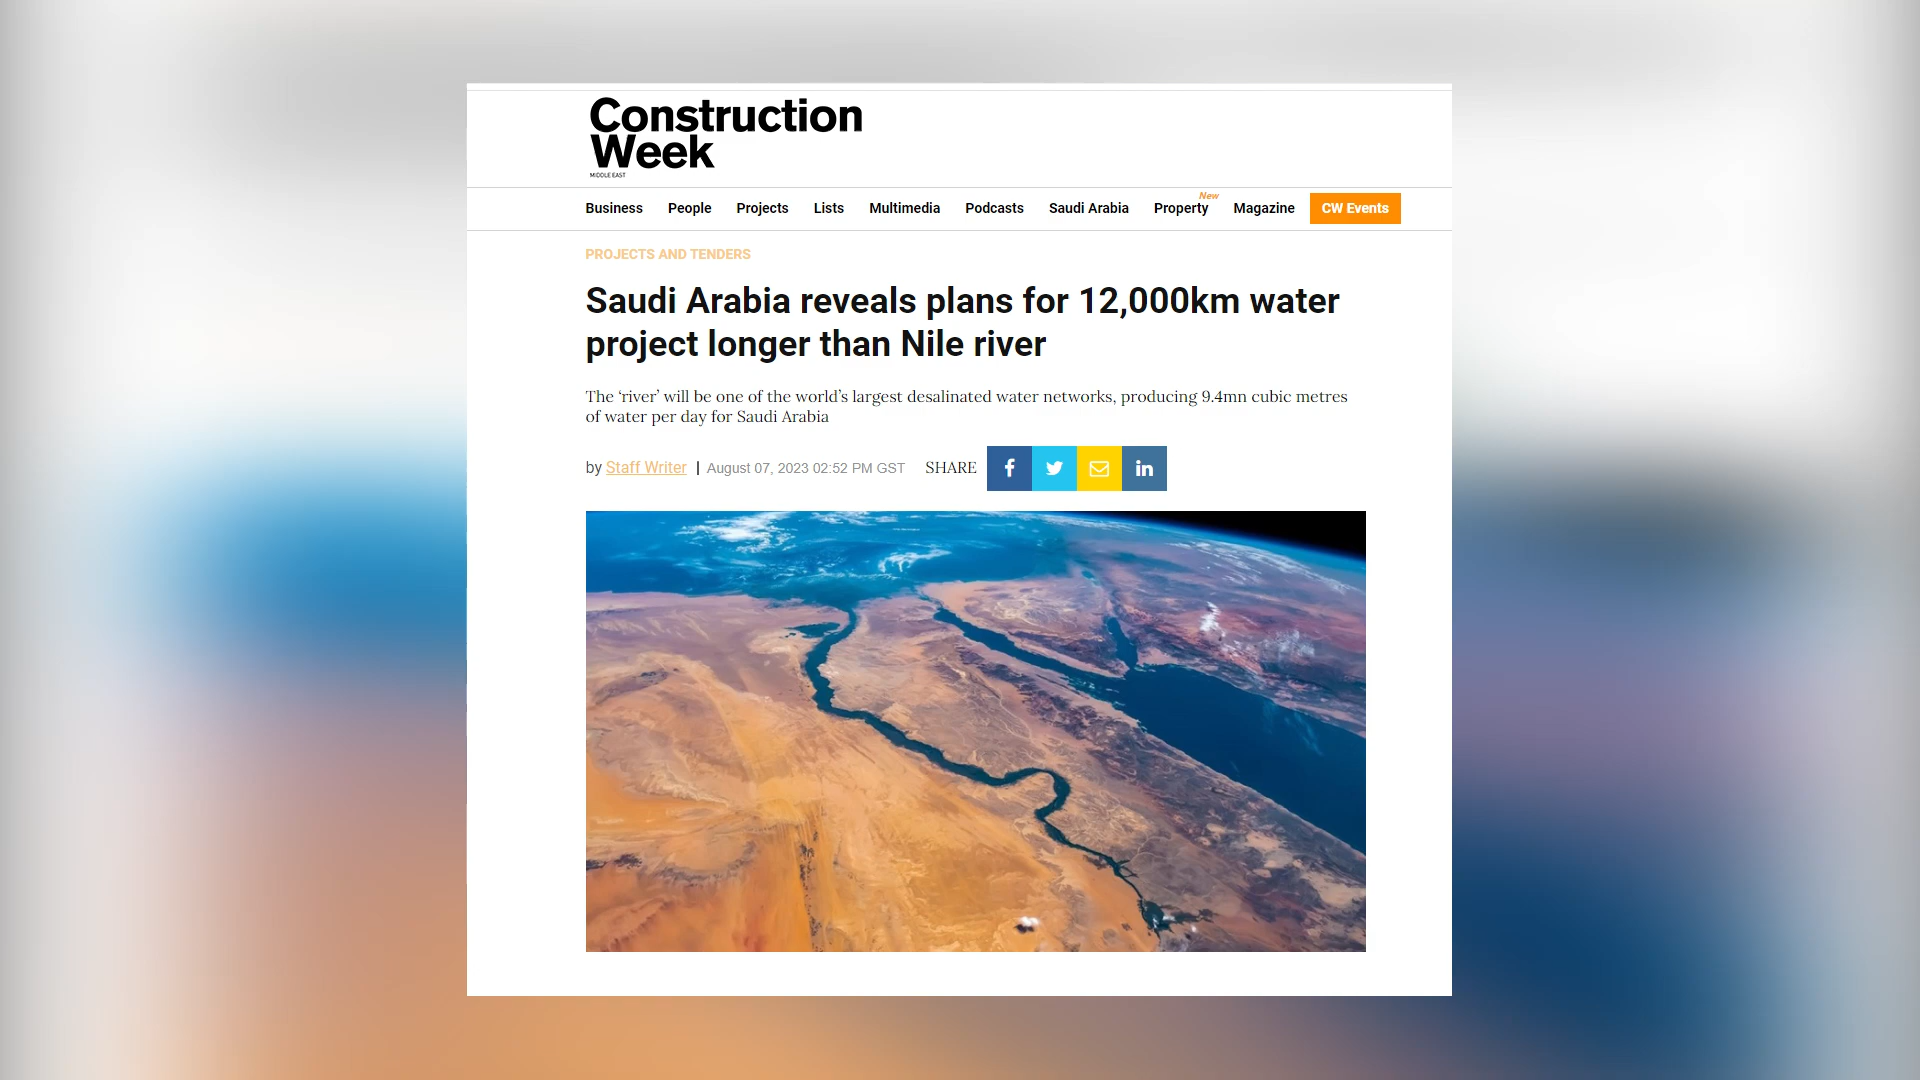 Construction
Week
MIDDLE EAST
Business People Projects Lists Multimedia Podcasts Saudi Arabia Property New Magazine CW Events
PROJECTS AND TENDERS
Saudi Arabia reveals plans for 12,000km water
project longer than Nile river
The ‘river’ will be one of the world’s largest desalinated water networks, producing 9.4mn cubic metres
of water per day for Saudi Arabia
by Staff Writer | August 07, 2023 02:52 PM GST SHARE